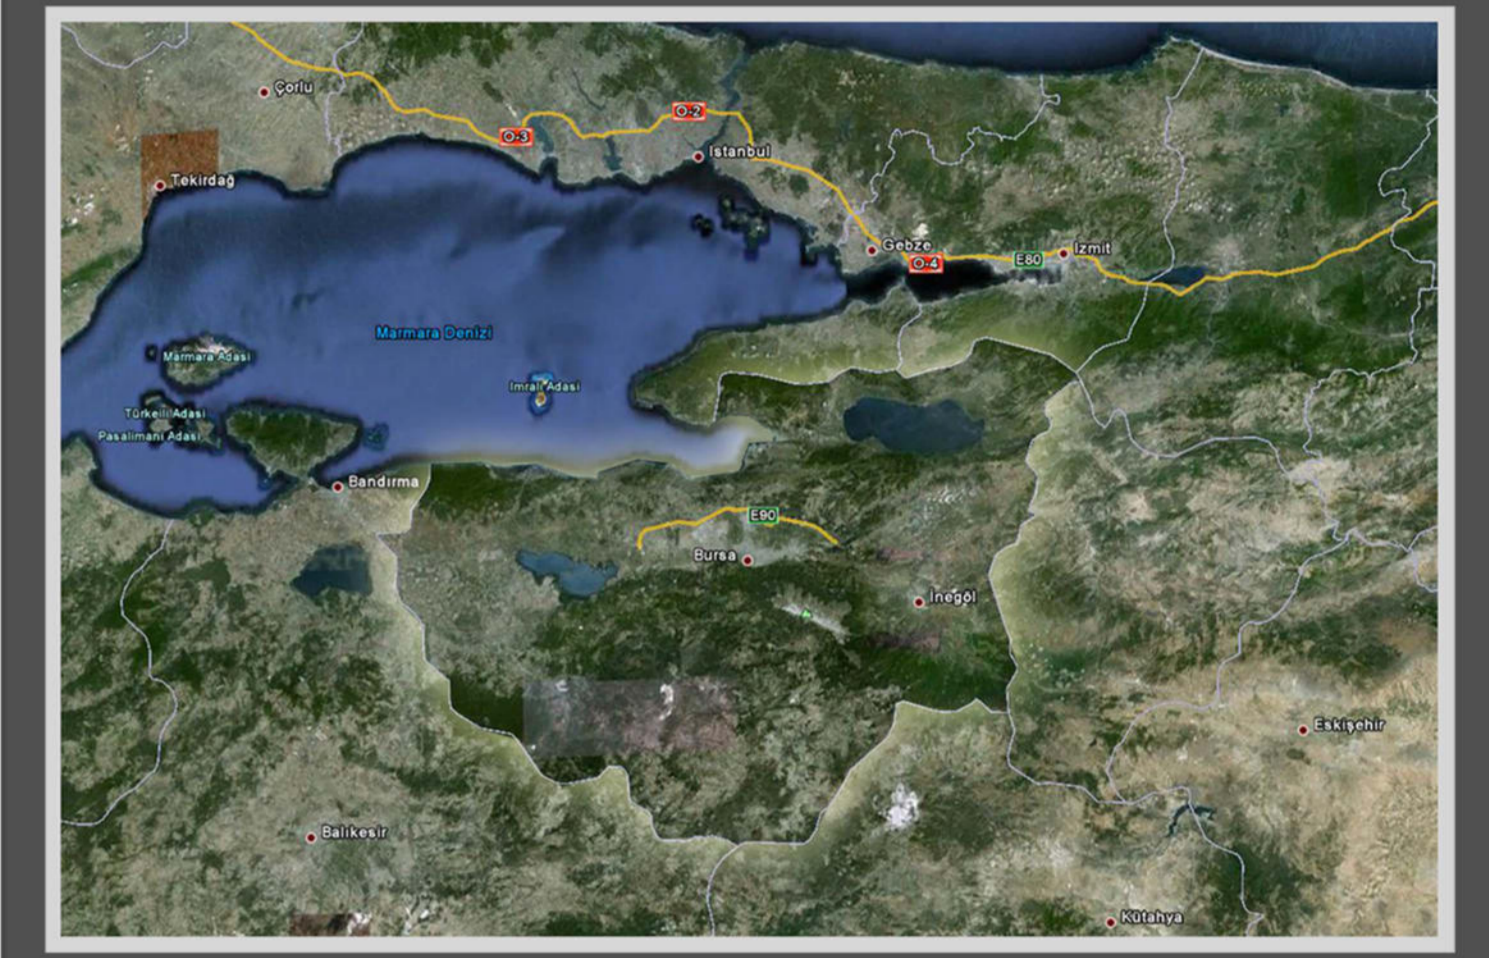 Çorlu
O-2
O-3
Istanbul
Tekirdağ
Gebze
Izmit
O-4
E80
Marmara Denizi
Marmara Adasi
Imrali Adasi
Türkeli Adasi
Pasalimani Adasi
Bandırma
E90
Bursa
İnegöl
Eskişehir
Balıkesir
Kütahya